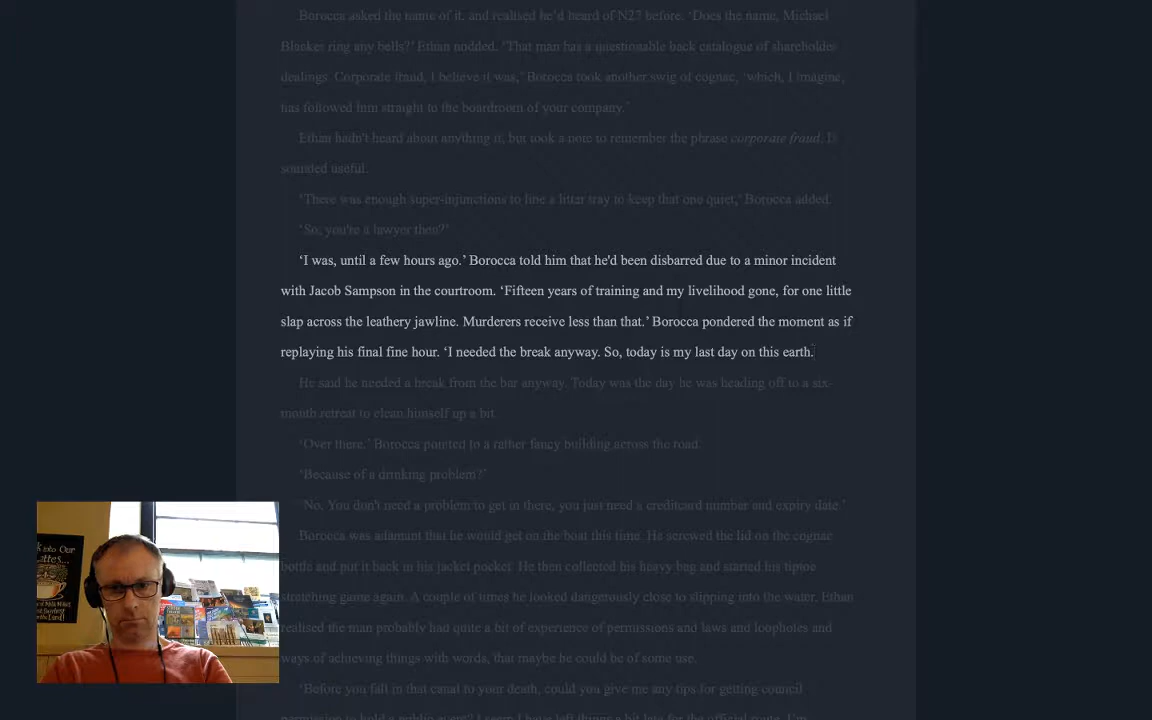 Borocca asked the name of it, and realised he'd heard of N27 before. ‘Does the name, Michael
Blacker ring any bells?’ Ethan nodded. ‘That man has a questionable back catalogue of shareholder
dealings. Corporate fraud, I believe it was,’ Borocca took another swig of cognac, ‘which, I imagine,
has followed him straight to the boardroom of your company.’
Ethan hadn't heard about anything it, but took a note to remember the phrase corporate fraud. It
sounded useful.
‘There was enough super-injunctions to line a litter tray to keep that one quiet,’ Borocca added.
‘So, you're a lawyer then?’
‘I was, until a few hours ago.’ Borocca told him that he'd been disbarred due to a minor incident
with Jacob Sampson in the courtroom. ‘Fifteen years of training and my livelihood gone, for one little
slap across the leathery jawline. Murderers receive less than that.’ Borocca pondered the moment as if
replaying his final fine hour. ‘I needed the break anyway. So, today is my last day on this earth.
He said he needed a break from the bar anyway. Today was the day he was heading off to a six-
month retreat to clean himself up a bit.
‘Over there.’ Borocca pointed to a rather fancy building across the road.
‘Because of a drinking problem?’
‘No. You don't need a problem to get in there, you just need a creditcard number and expiry date.’
Borocca was adamant that he would get on the boat this time. He screwed the lid on the cognac
bottle and put it back in his jacket pocket. He then collected his heavy bag and started his tiptoe
stretching game again. A couple of times he looked dangerously close to slipping into the water. Ethan
realised the man probably had quite a bit of experience of permissions and laws and loopholes and
ways of achieving things with words, that maybe he could be of some use.
‘Before you fall in that canal to your death, could you give me any tips for getting council
into Our